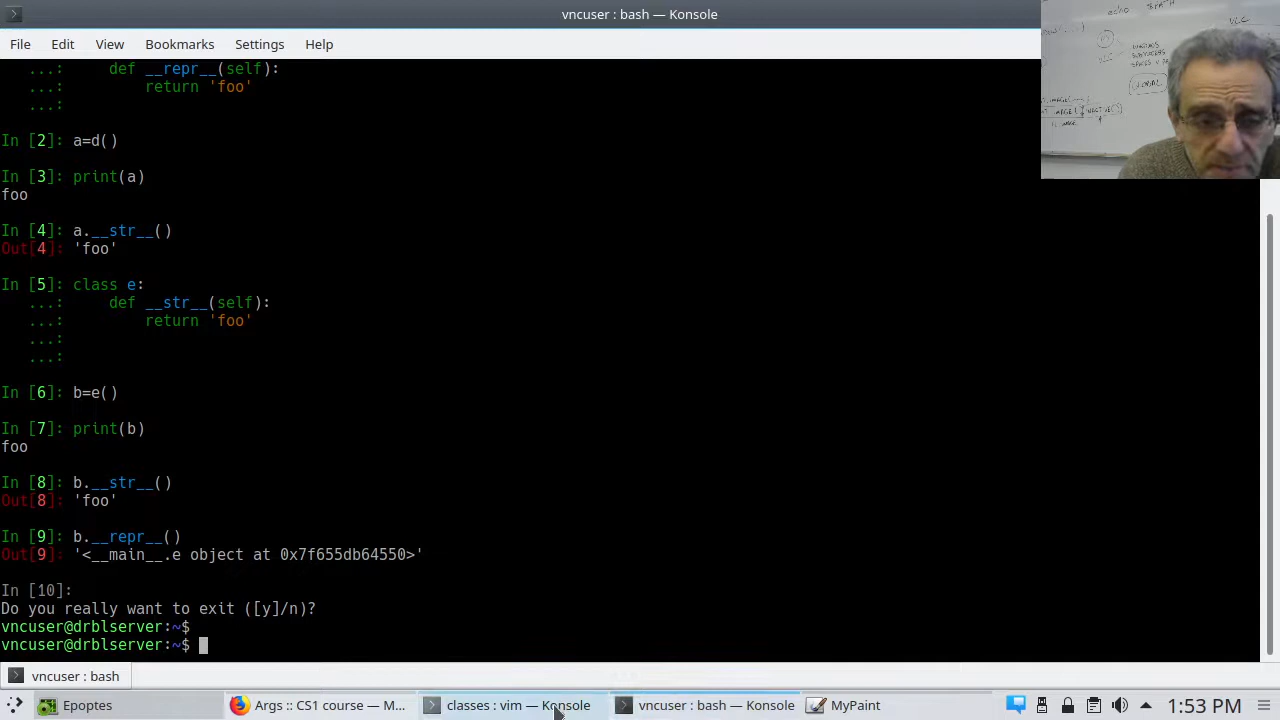 vncuser : bash — Konsole
File Edit View Bookmarks Settings Help
...: def __repr__(self):
...: return 'foo'
...:
In [2]: a=d()
In [3]: print(a)
foo
In [4]: a.__str__()
Out[4]: 'foo'
In [5]: class e:
...: def __str__(self):
...: return 'foo'
...:
...:
In [6]: b=e()
In [7]: print(b)
foo
In [8]: b.__str__()
Out[8]: 'foo'
In [9]: b.__repr__()
Out[9]: '<__main__.e object at 0x7f655db64550>'
In [10]:
Do you really want to exit ([y]/n)?
vncuser@drblserver:~$
vncuser@drblserver:~$
vncuser : bash
Epoptes Args :: CS1 course — M... classes : vim — Konsole vncuser : bash — Konsole MyPaint 1:53 PM